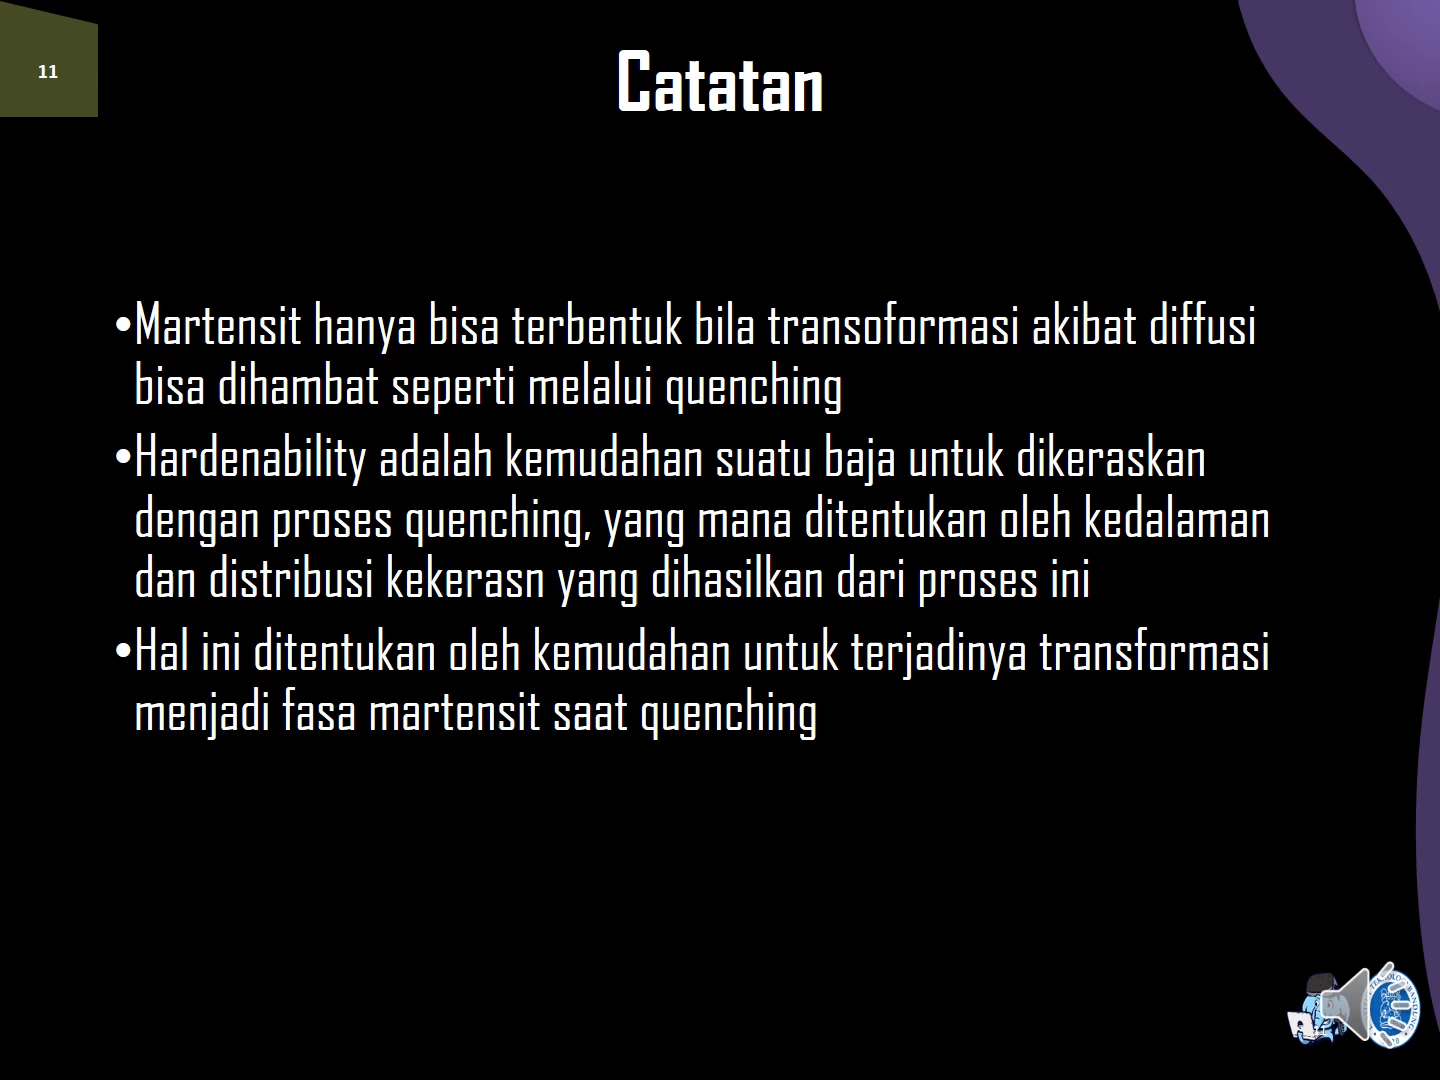 11
Catatan
•Martensit hanya bisa terbentuk bila transoformasi akibat diffusi
bisa dihambat seperti melalui quenching
•Hardenability adalah kemudahan suatu baja untuk dikeraskan
dengan proses quenching, yang mana ditentukan oleh kedalaman
dan distribusi kekerasn yang dihasilkan dari proses ini
•Hal ini ditentukan oleh kemudahan untuk terjadinya transformasi
menjadi fasa martensit saat quenching